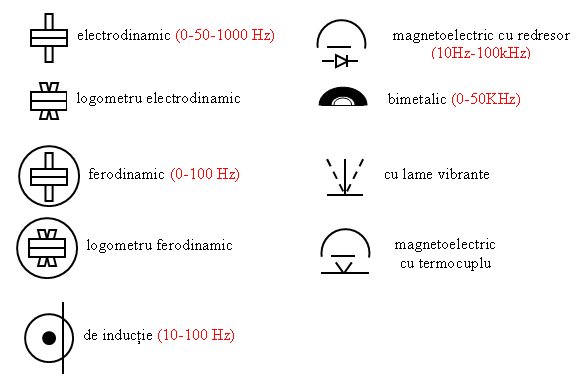 electrodinamic (0-50-1000 Hz)
logometru electrodinamic
ferodinamic (0-100 Hz)
logometru ferodinamic
de inducție (10-100 Hz)
magnetoelectric cu redresor
(10Hz-100kHz)
bimetalic (0-50KHz)
cu lame vibrante
magnetoelectric
cu termocuplu